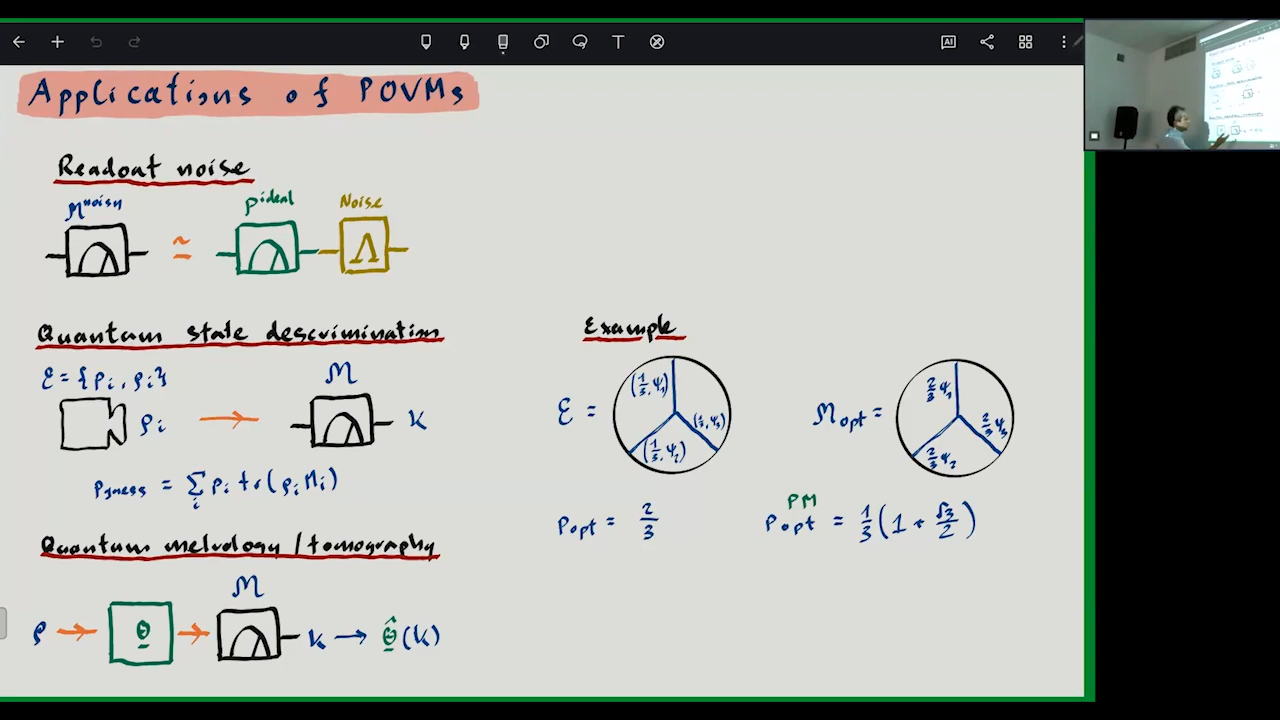 Applications of POVMs
Readout noise
M^noisy ≃ P^ideal Noise Λ
Quantum state descrimination
ℰ = {p_i, ρ_i}
ρ_i → M k
P_guess = Σ_i p_i tr(ρ_i M_i)
Quantum metrology/tomography
ρ → θ → M k → θ̂(k)
Example
ℰ = (1/3, ψ_1) (1/3, ψ_3) (1/3, ψ_2)
M_opt = 2/3 ψ_1 2/3 ψ_3 2/3 ψ_2
P_opt = 2/3
P_opt^PM = 1/3 (1 + √3/2)
T
AI